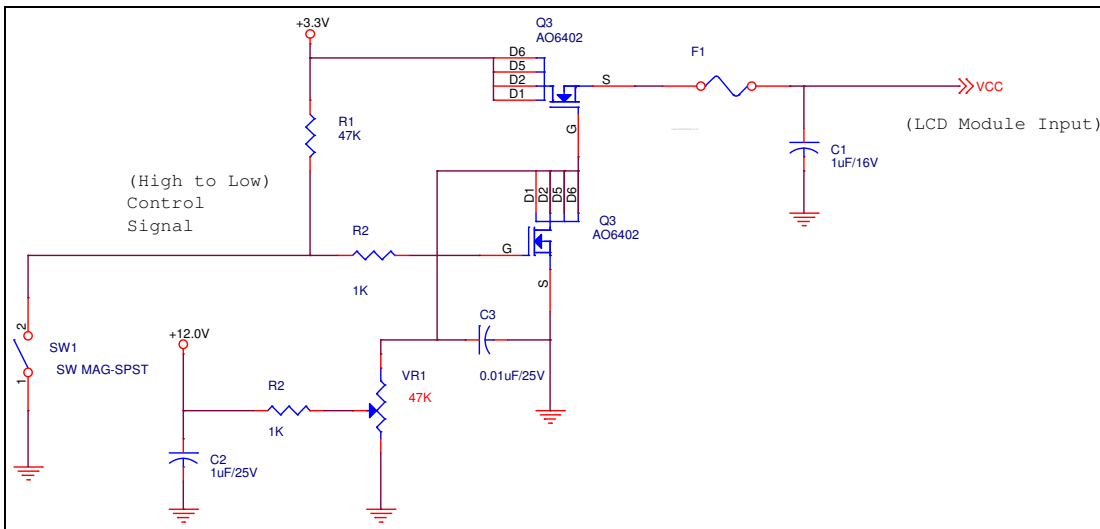 +3.3V
Q3
AO6402
D6
D5
D2
D1
S
G
F1
VCC
(LCD Module Input)
C1
1uF/16V
R1
47K
(High to Low)
Control
Signal
D1
D2
D5
D6
Q3
AO6402
R2
1K
G
S
2
1
SW1
SW MAG-SPST
+12.0V
C3
0.01uF/25V
VR1
47K
R2
1K
C2
1uF/25V